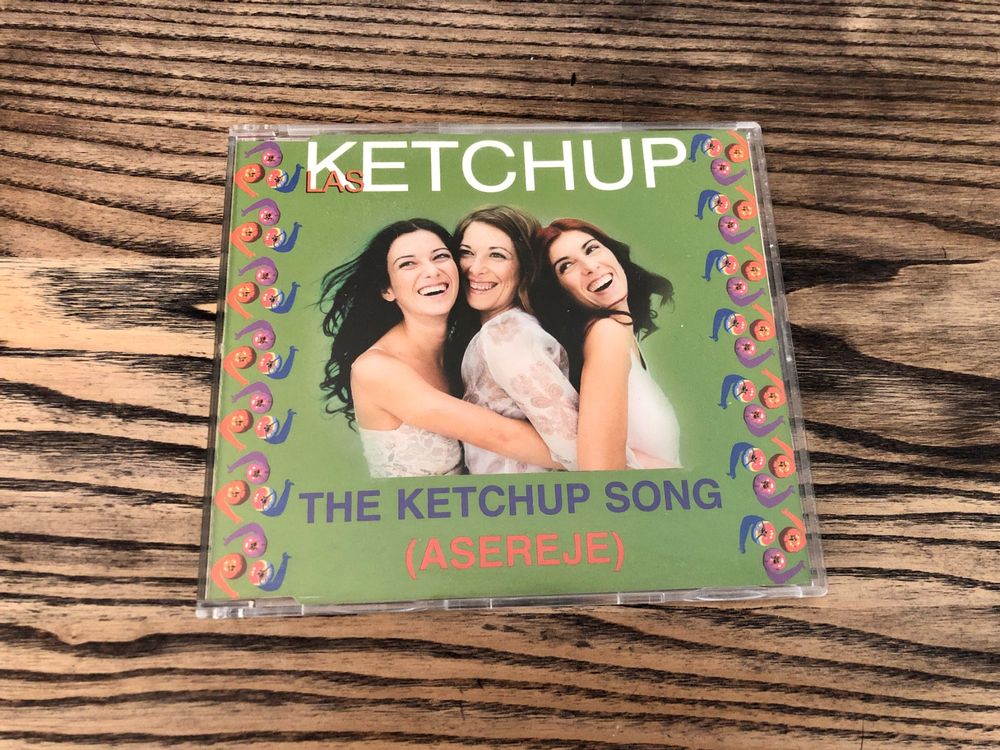 LAS KETCHUP
THE KETCHUP SONG
(ASEREJE)